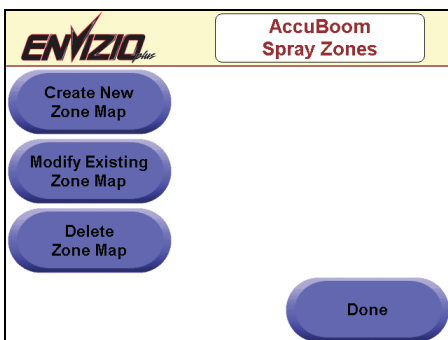 ENVIZIO plus
AccuBoom
Spray Zones
Create New
Zone Map
Modify Existing
Zone Map
Delete
Zone Map
Done